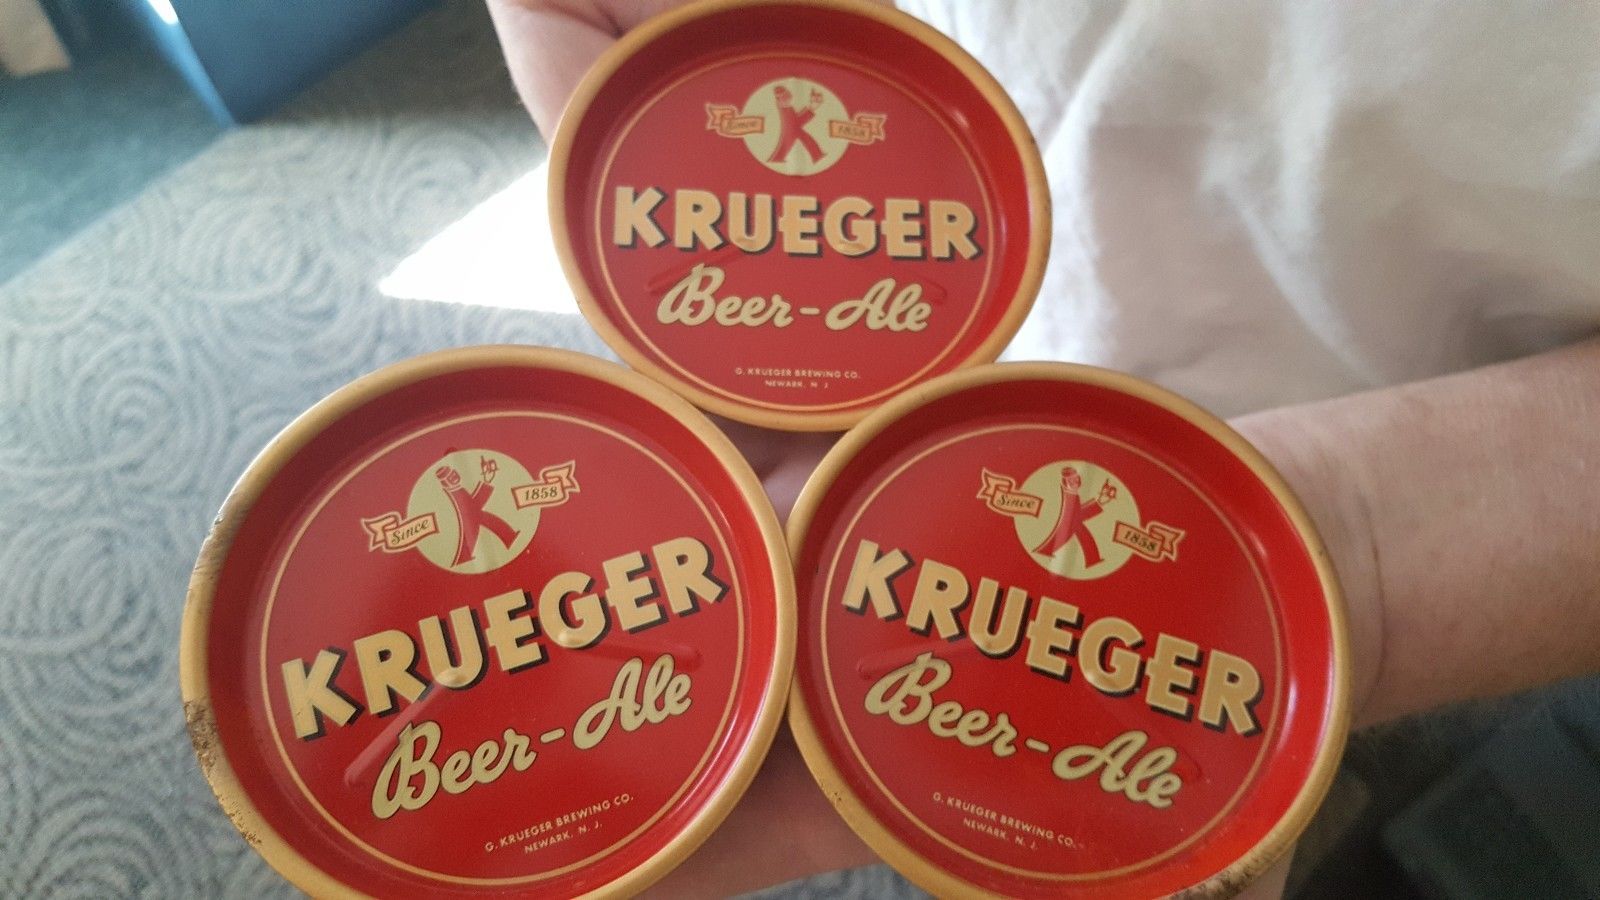 Since 1858
KRUEGER
Beer-Ale
G. KRUEGER BREWING CO.
NEWARK, N. J.
Since 1858
KRUEGER
Beer-Ale
G. KRUEGER BREWING CO.
NEWARK, N. J.
Since 1858
KRUEGER
Beer-Ale
G. KRUEGER BREWING CO.
NEWARK, N. J.